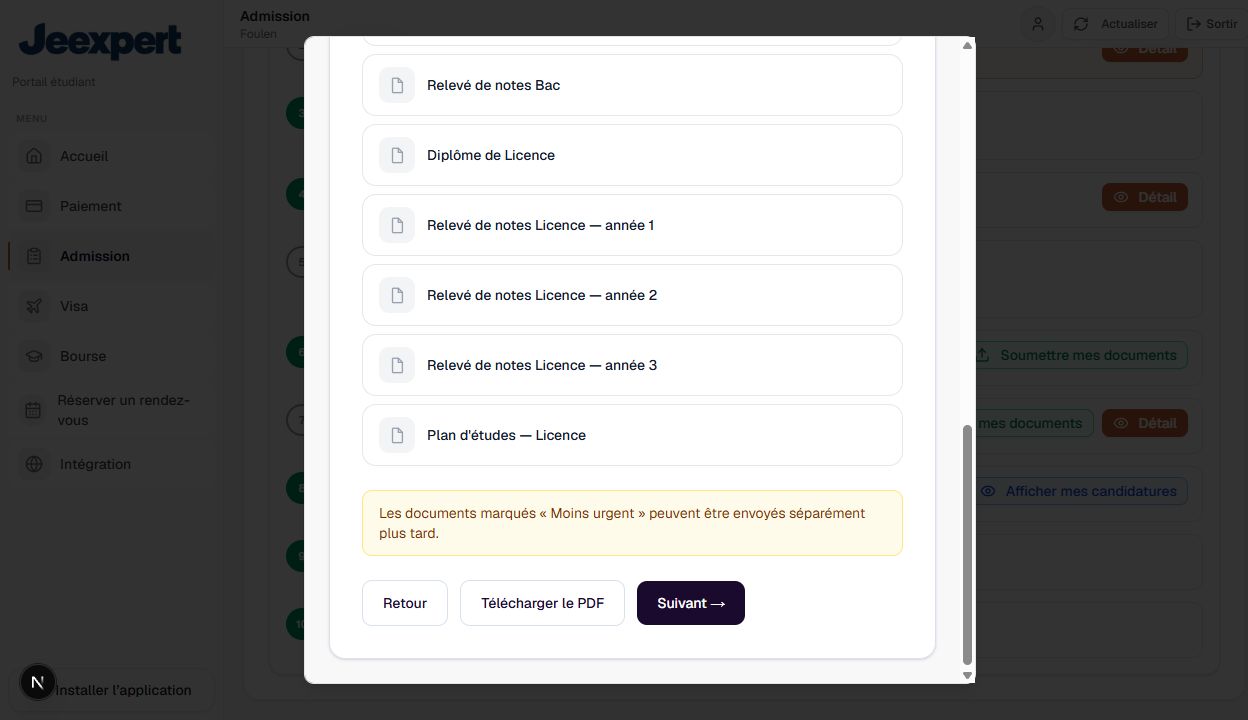 Jeexpert
Portail étudiant
MENU
Accueil
Paiement
Admission
Visa
Bourse
Réserver un rendez-
vous
Intégration
Installer l'application
Admission
Foulen
Actualiser
Sortir
Détail
Détail
Soumettre mes documents
mes documents
Détail
Afficher mes candidatures
Relevé de notes Bac
Diplôme de Licence
Relevé de notes Licence — année 1
Relevé de notes Licence — année 2
Relevé de notes Licence — année 3
Plan d'études — Licence
Les documents marqués « Moins urgent » peuvent être envoyés séparément
plus tard.
Retour
Télécharger le PDF
Suivant →